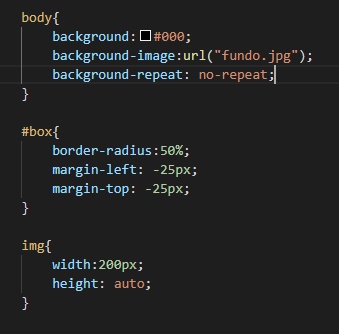 body{
    background: #000;
    background-image:url("fundo.jpg");
    background-repeat: no-repeat;
}

#box{
    border-radius:50%;
    margin-left: -25px;
    margin-top: -25px;
}

img{
    width:200px;
    height: auto;
}